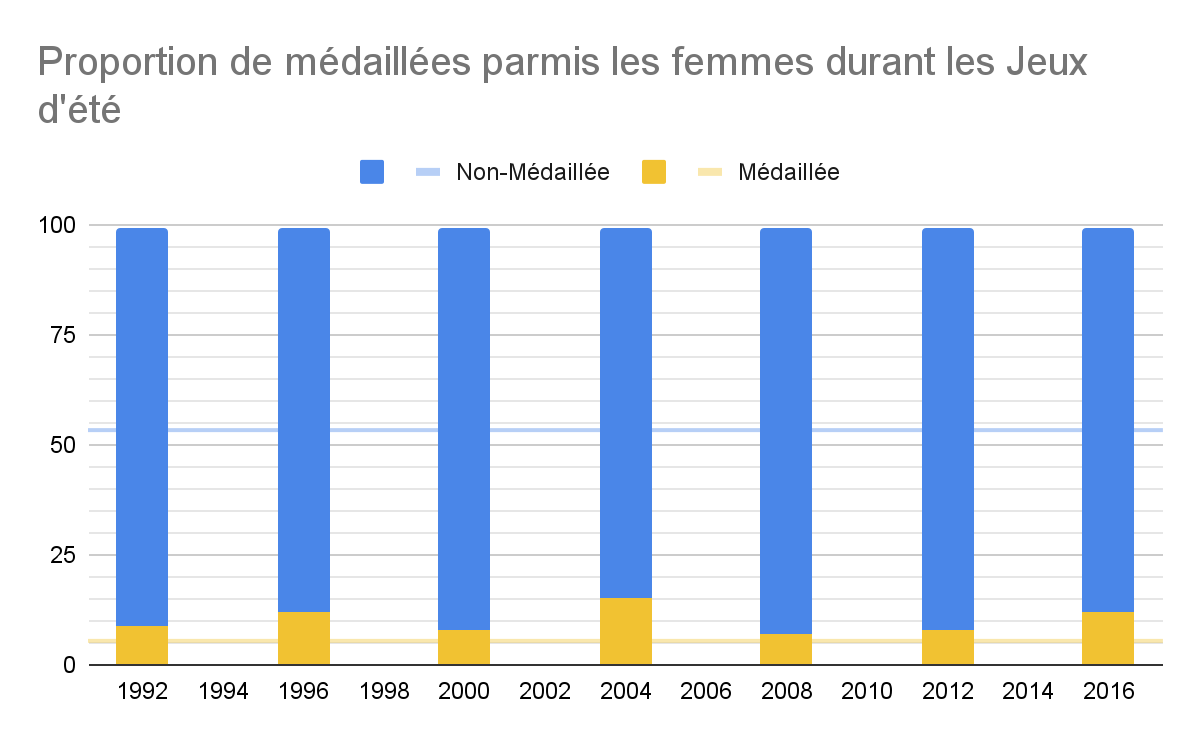 Proportion de médaillées parmis les femmes durant les Jeux
d'été
Non-Médaillée Médaillée
100
75
50
25
0
1992 1994 1996 1998 2000 2002 2004 2006 2008 2010 2012 2014 2016